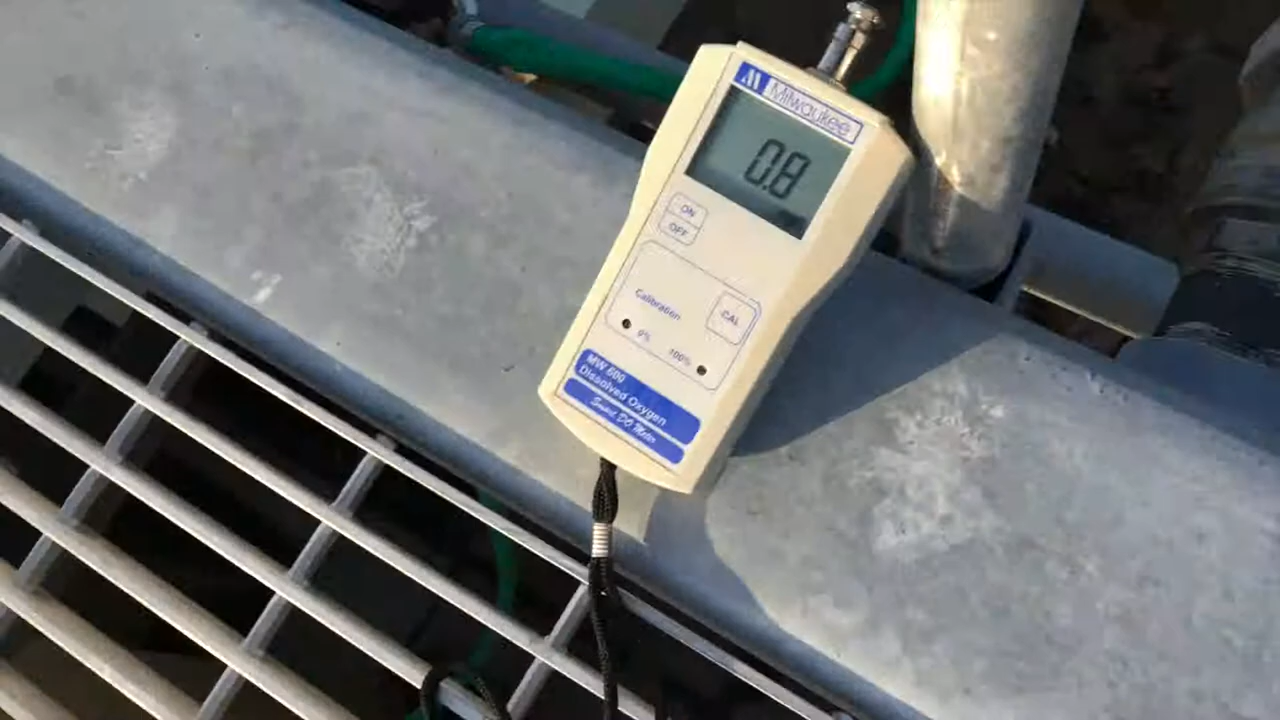 Milwaukee
0.8
ON
OFF
Calibration
CAL
0%
100%
MW 600
Dissolved Oxygen
Smart DO Meter